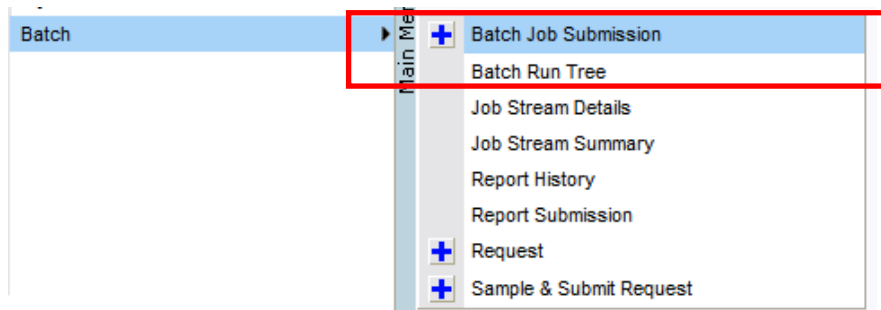 Batch
Main Men
Batch Job Submission
Batch Run Tree
Job Stream Details
Job Stream Summary
Report History
Report Submission
Request
Sample & Submit Request